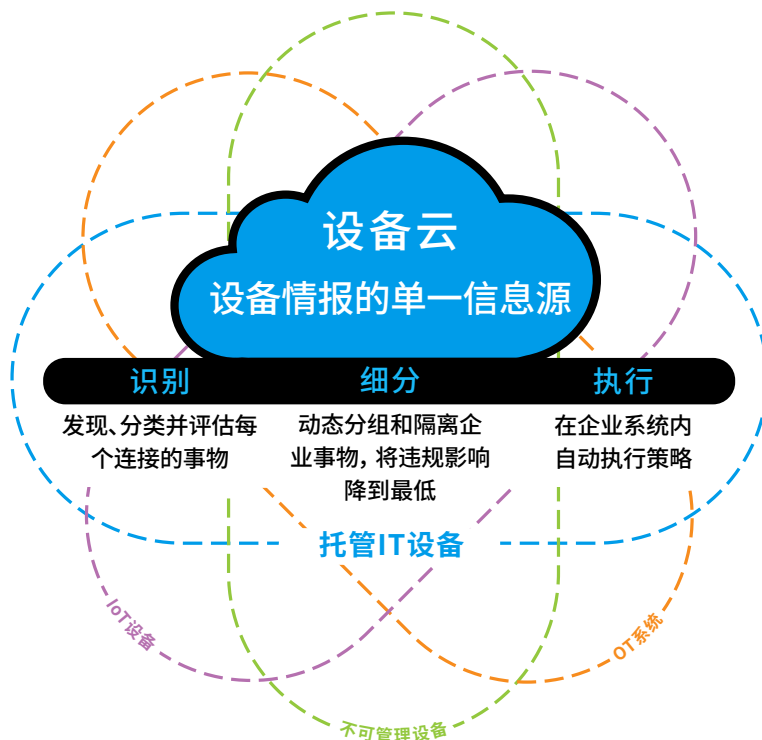 设备云
设备情报的单一信息源
识别
细分
执行
发现、分类并评估每
个连接的事物
动态分组和隔离企
业事物，将违规影响
降到最低
在企业系统内
自动执行策略
托管IT设备
IoT设备
OT系统
不可管理设备